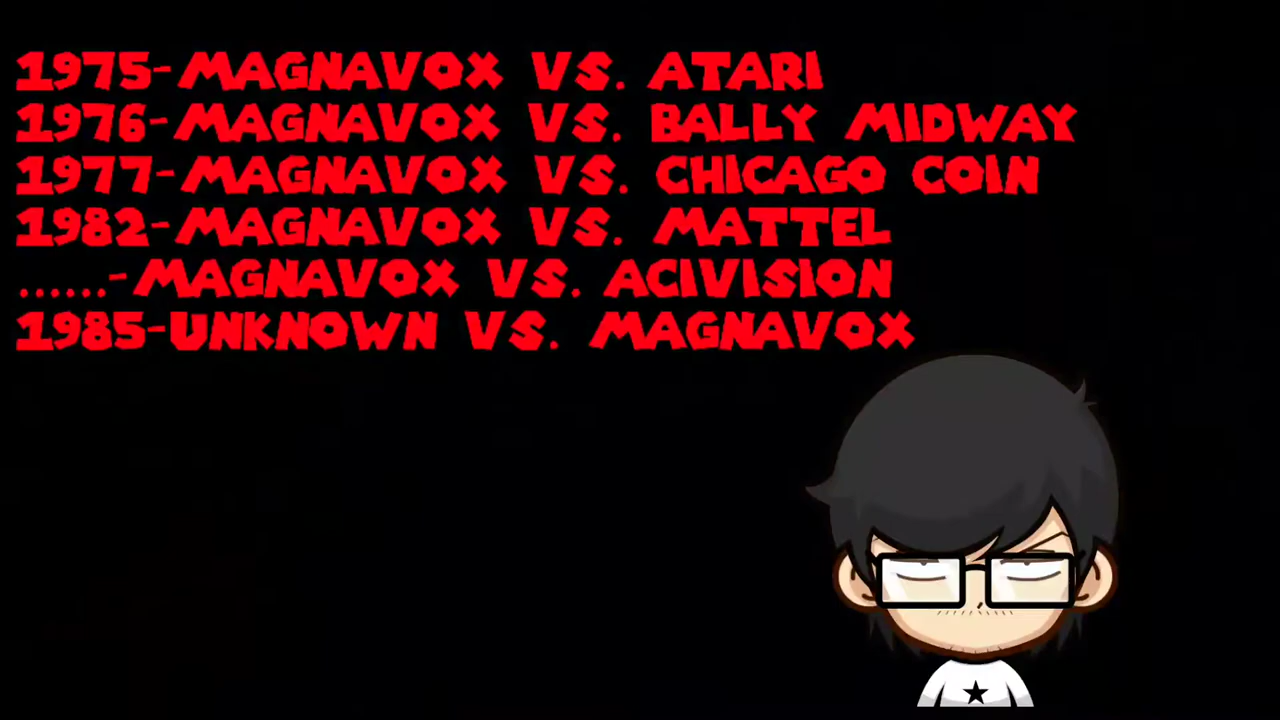 1975-MAGNAVOX VS. ATARI
1976-MAGNAVOX VS. BALLY MIDWAY
1977-MAGNAVOX VS. CHICAGO COIN
1982-MAGNAVOX VS. MATTEL
......-MAGNAVOX VS. ACIVISION
1985-UNKNOWN VS. MAGNAVOX